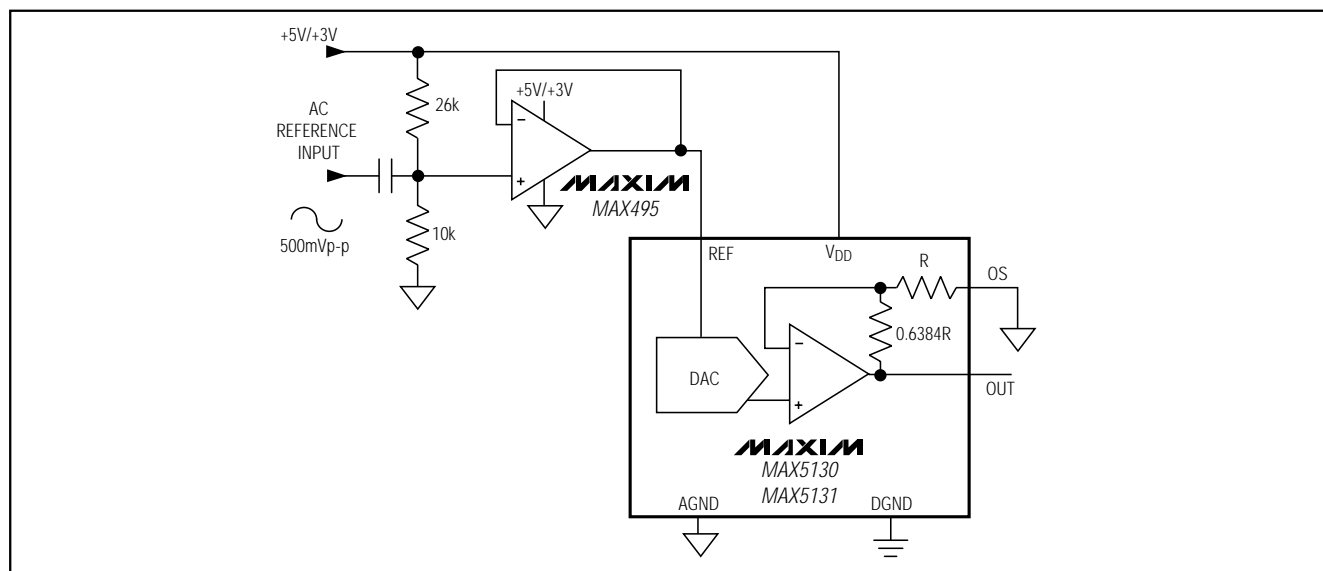 +5V/+3V
26k
+5V/+3V
AC
REFERENCE
INPUT
−
+
MAXIM
MAX495
500mVp-p
10k
REF
VDD
R
OS
0.6384R
−
DAC
+
OUT
MAXIM
MAX5130
MAX5131
AGND
DGND